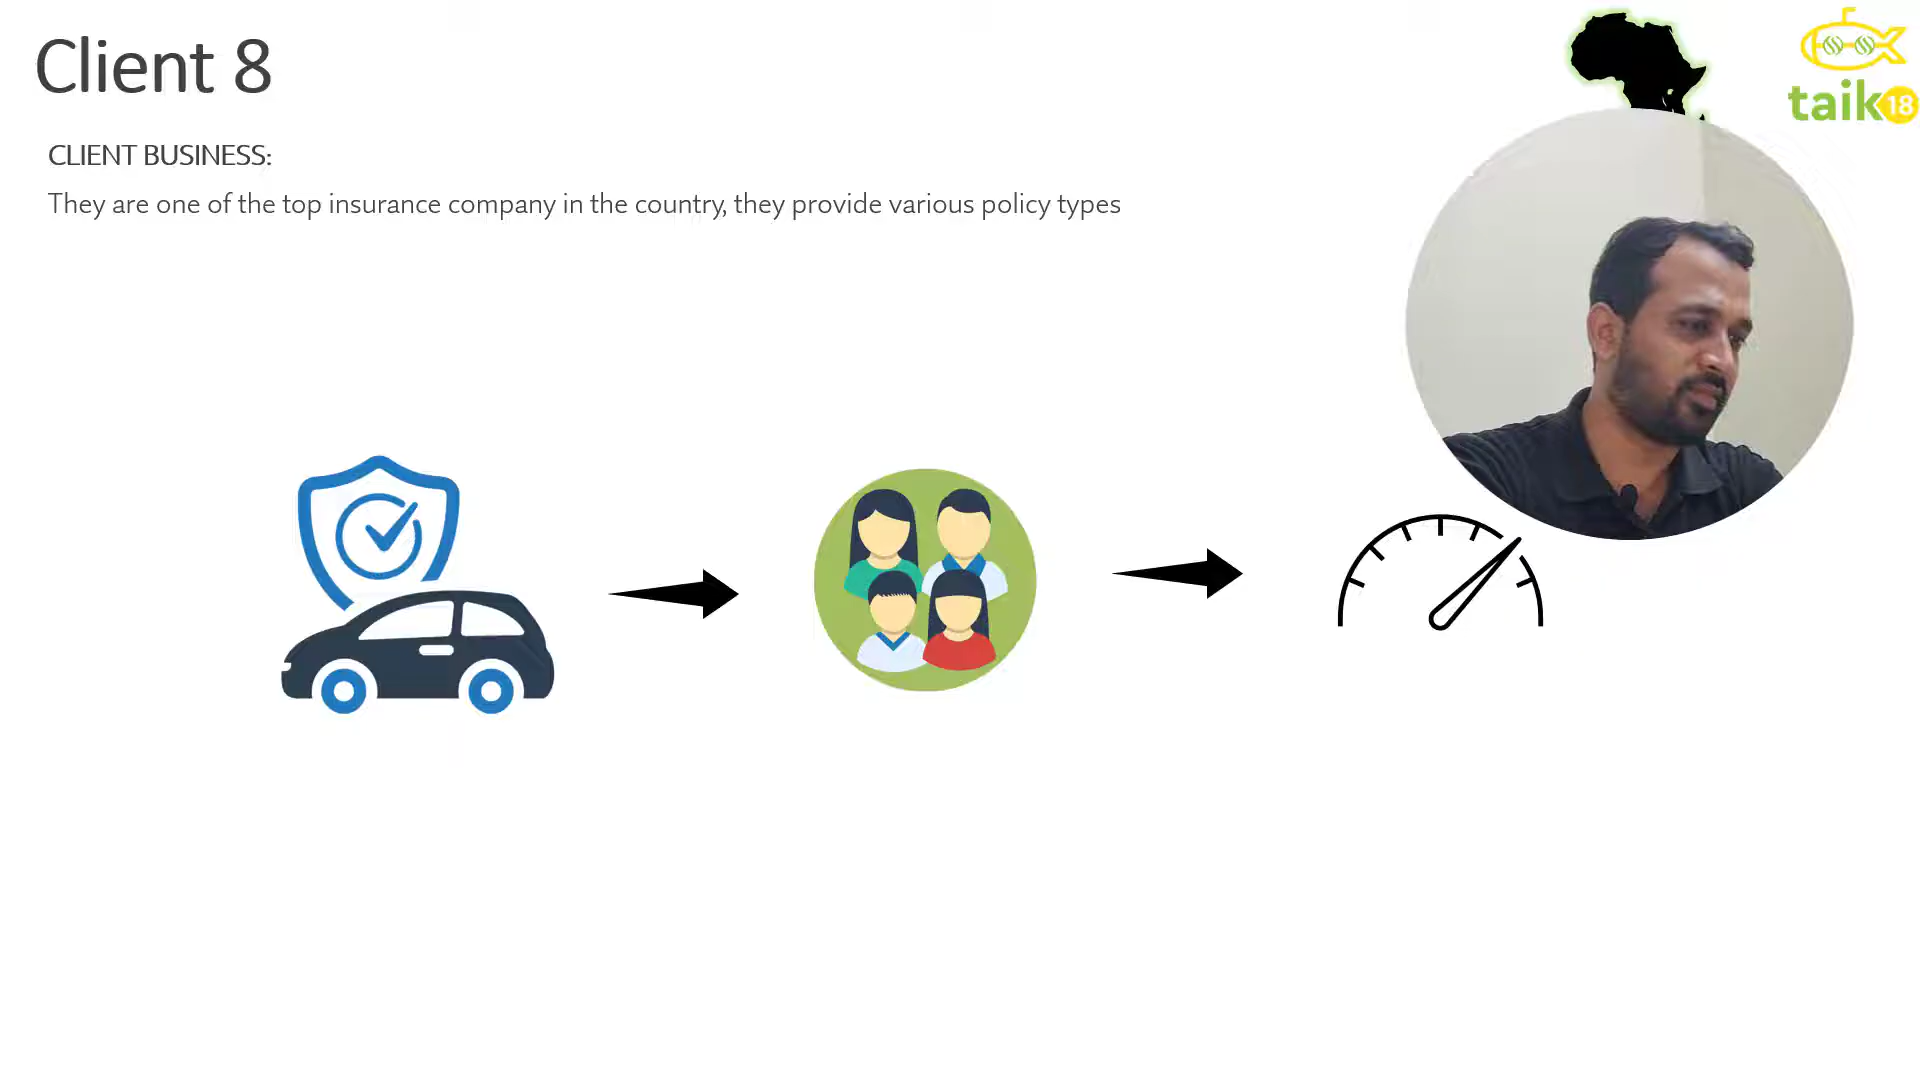 Client 8
taik18
CLIENT BUSINESS:
They are one of the top insurance company in the country, they provide various policy types